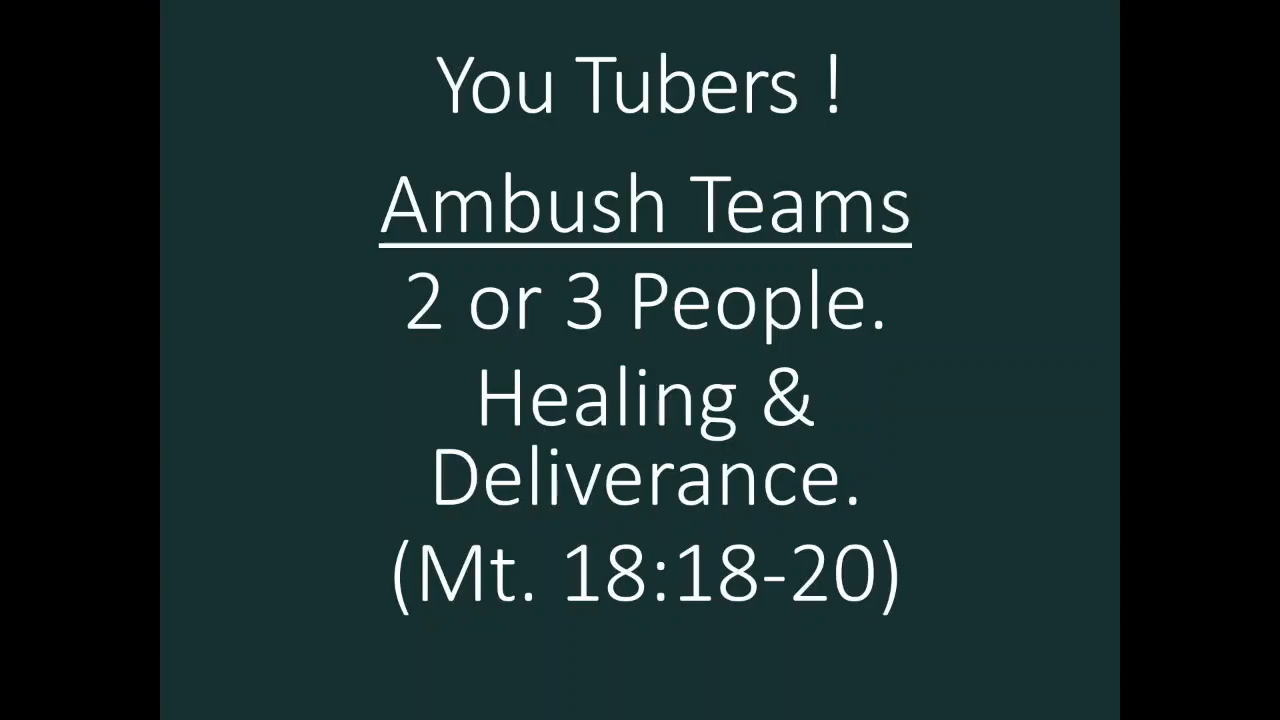 You Tubers !
Ambush Teams
2 or 3 People.
Healing &
Deliverance.
(Mt. 18:18-20)